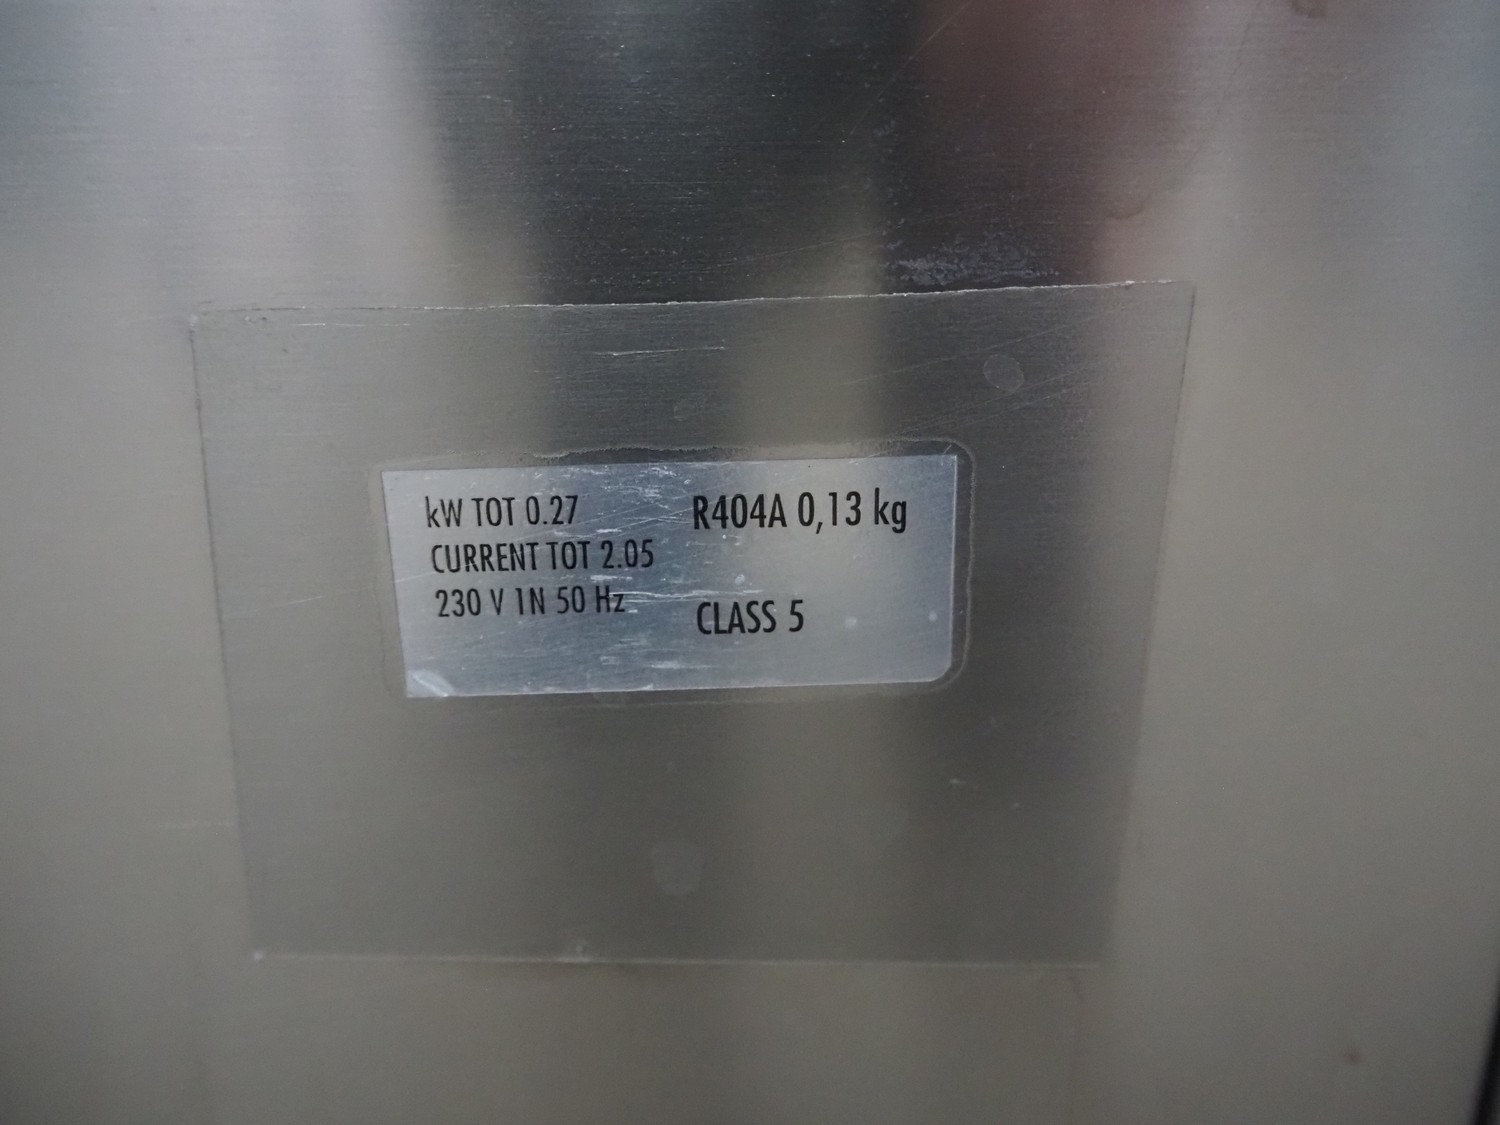 kW TOT 0.27
CURRENT TOT 2.05
230 V 1N 50 Hz
R404A 0,13 kg
CLASS 5